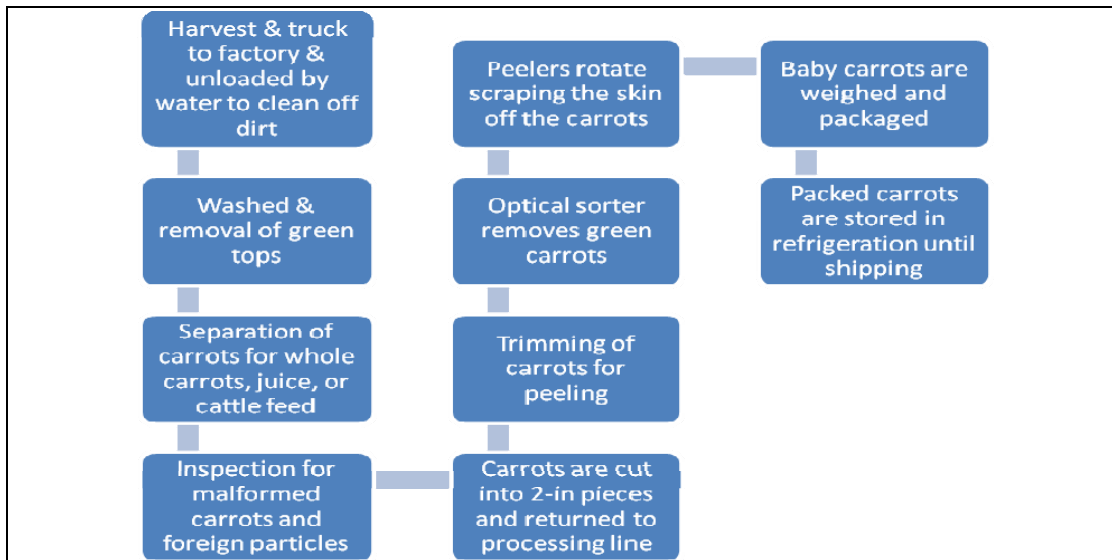 Harvest & truck
to factory &
unloaded by
water to clean off
dirt
Washed &
removal of green
tops
Separation of
carrots for whole
carrots, juice, or
cattle feed
Inspection for
malformed
carrots and
foreign particles
Carrots are cut
into 2-in pieces
and returned to
processing line
Trimming of
carrots for
peeling
Optical sorter
removes green
carrots
Peelers rotate
scraping the skin
off the carrots
Baby carrots are
weighed and
packaged
Packed carrots
are stored in
refrigeration until
shipping